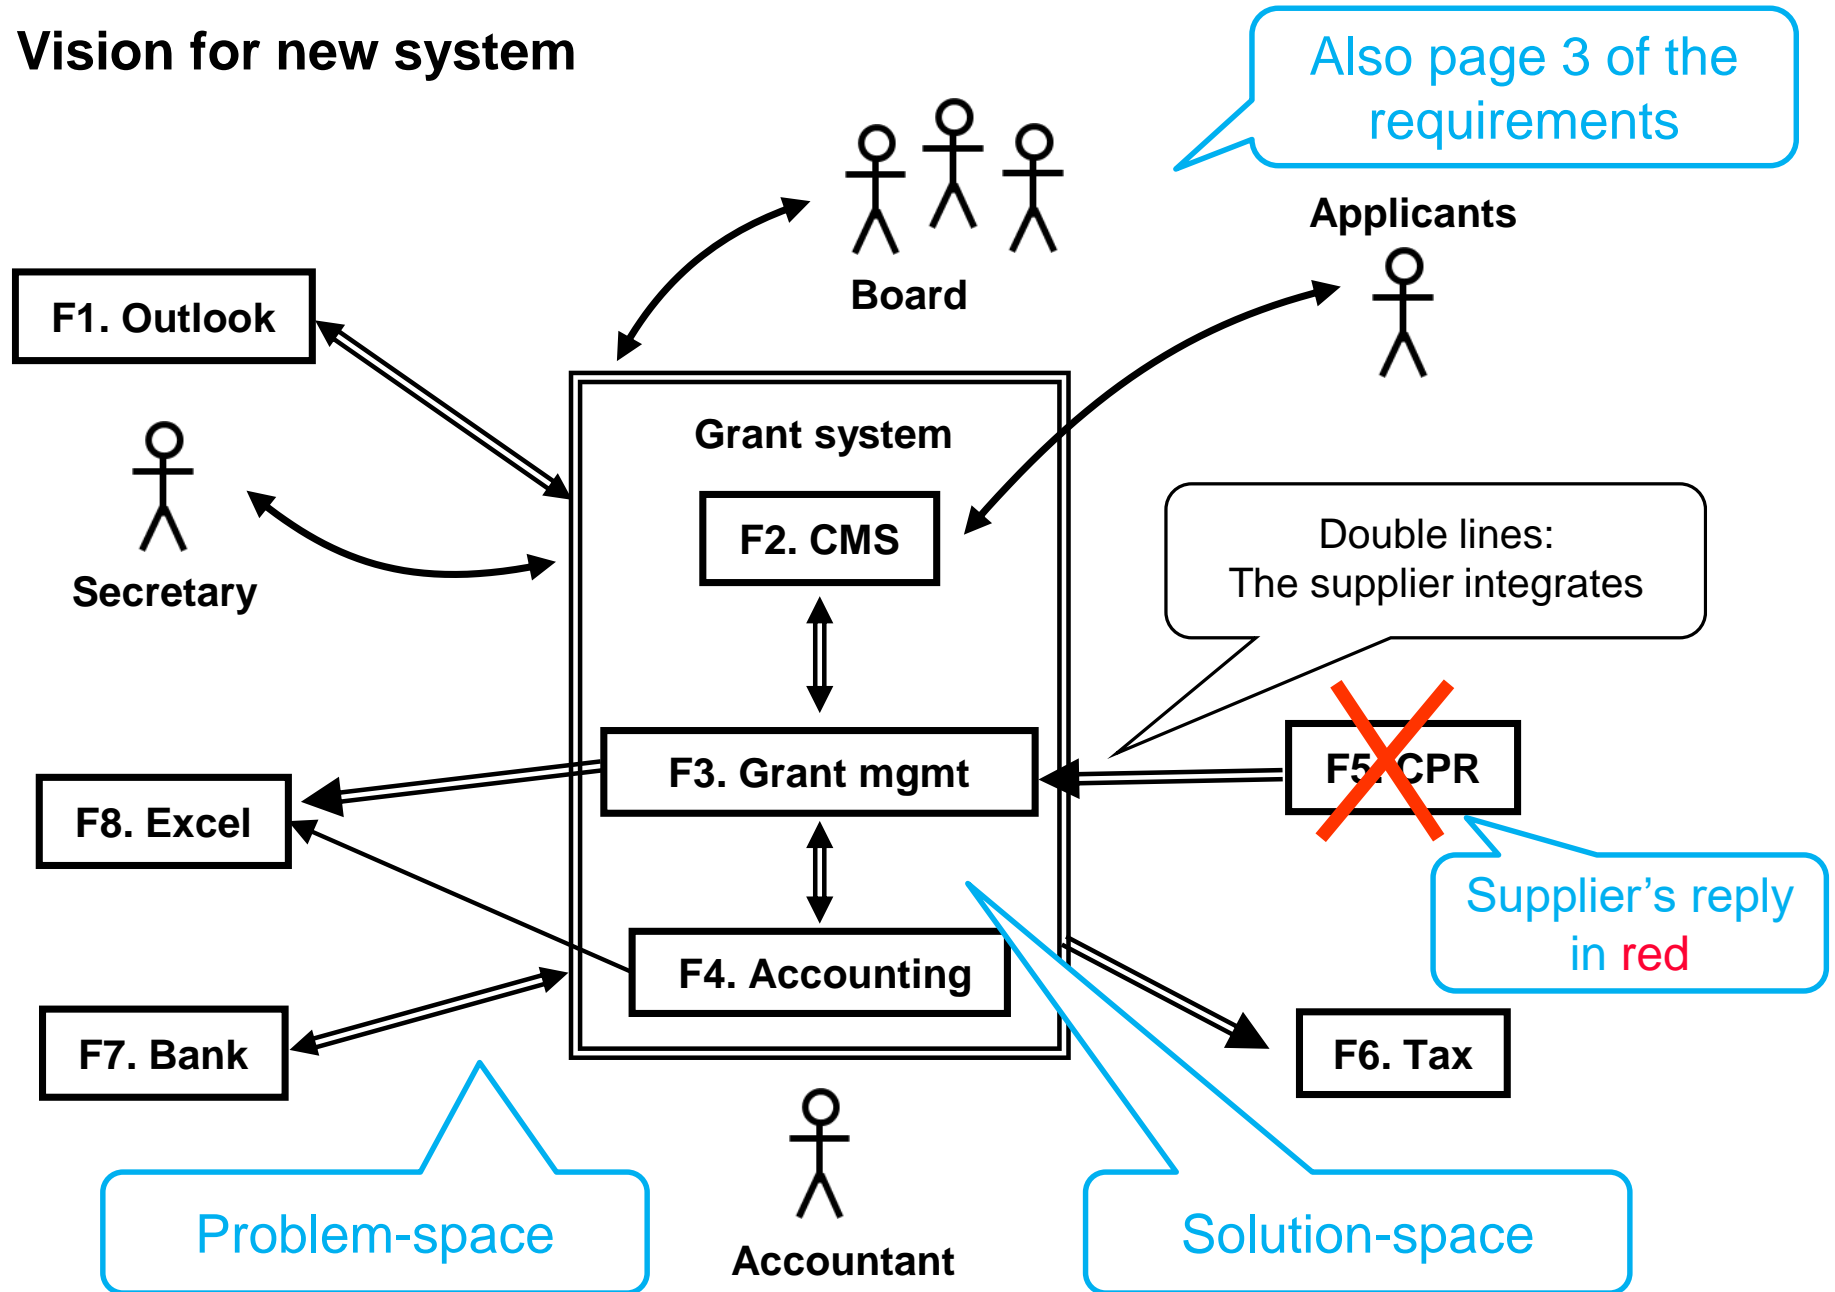 Vision for new system
Also page 3 of the
requirements
Applicants
Board
F1. Outlook
Grant system
F2. CMS
Secretary
Double lines:
The supplier integrates
F3. Grant mgmt
F5. CPR
F8. Excel
Supplier’s reply
in red
F4. Accounting
F7. Bank
F6. Tax
Problem-space
Solution-space
Accountant